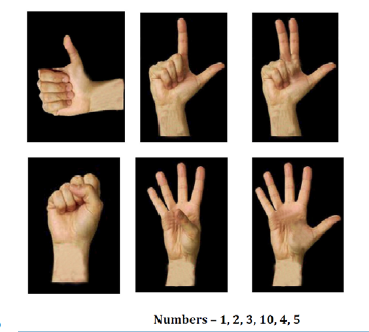 Numbers – 1, 2, 3, 10, 4, 5